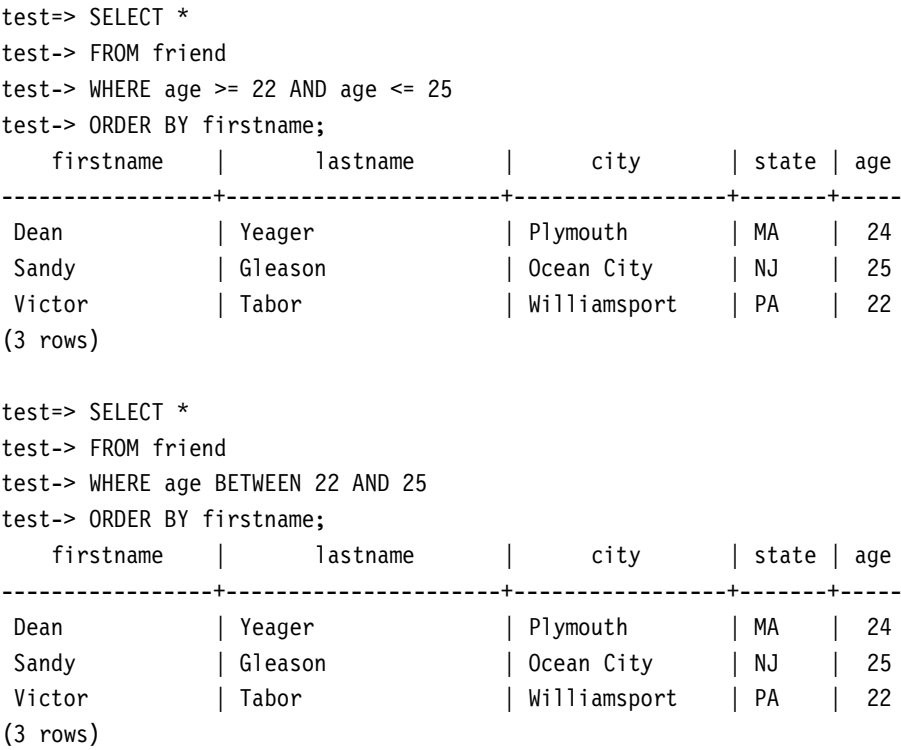 test=> SELECT *
test-> FROM friend
test-> WHERE age >= 22 AND age <= 25
test-> ORDER BY firstname;
    firstname    |       lastname       |      city       | state | age
-----------------+----------------------+-----------------+-------+-----
 Dean            | Yeager               | Plymouth        | MA    |  24
 Sandy           | Gleason              | Ocean City      | NJ    |  25
 Victor          | Tabor                | Williamsport    | PA    |  22
(3 rows)

test=> SELECT *
test-> FROM friend
test-> WHERE age BETWEEN 22 AND 25
test-> ORDER BY firstname;
    firstname    |       lastname       |      city       | state | age
-----------------+----------------------+-----------------+-------+-----
 Dean            | Yeager               | Plymouth        | MA    |  24
 Sandy           | Gleason              | Ocean City      | NJ    |  25
 Victor          | Tabor                | Williamsport    | PA    |  22
(3 rows)